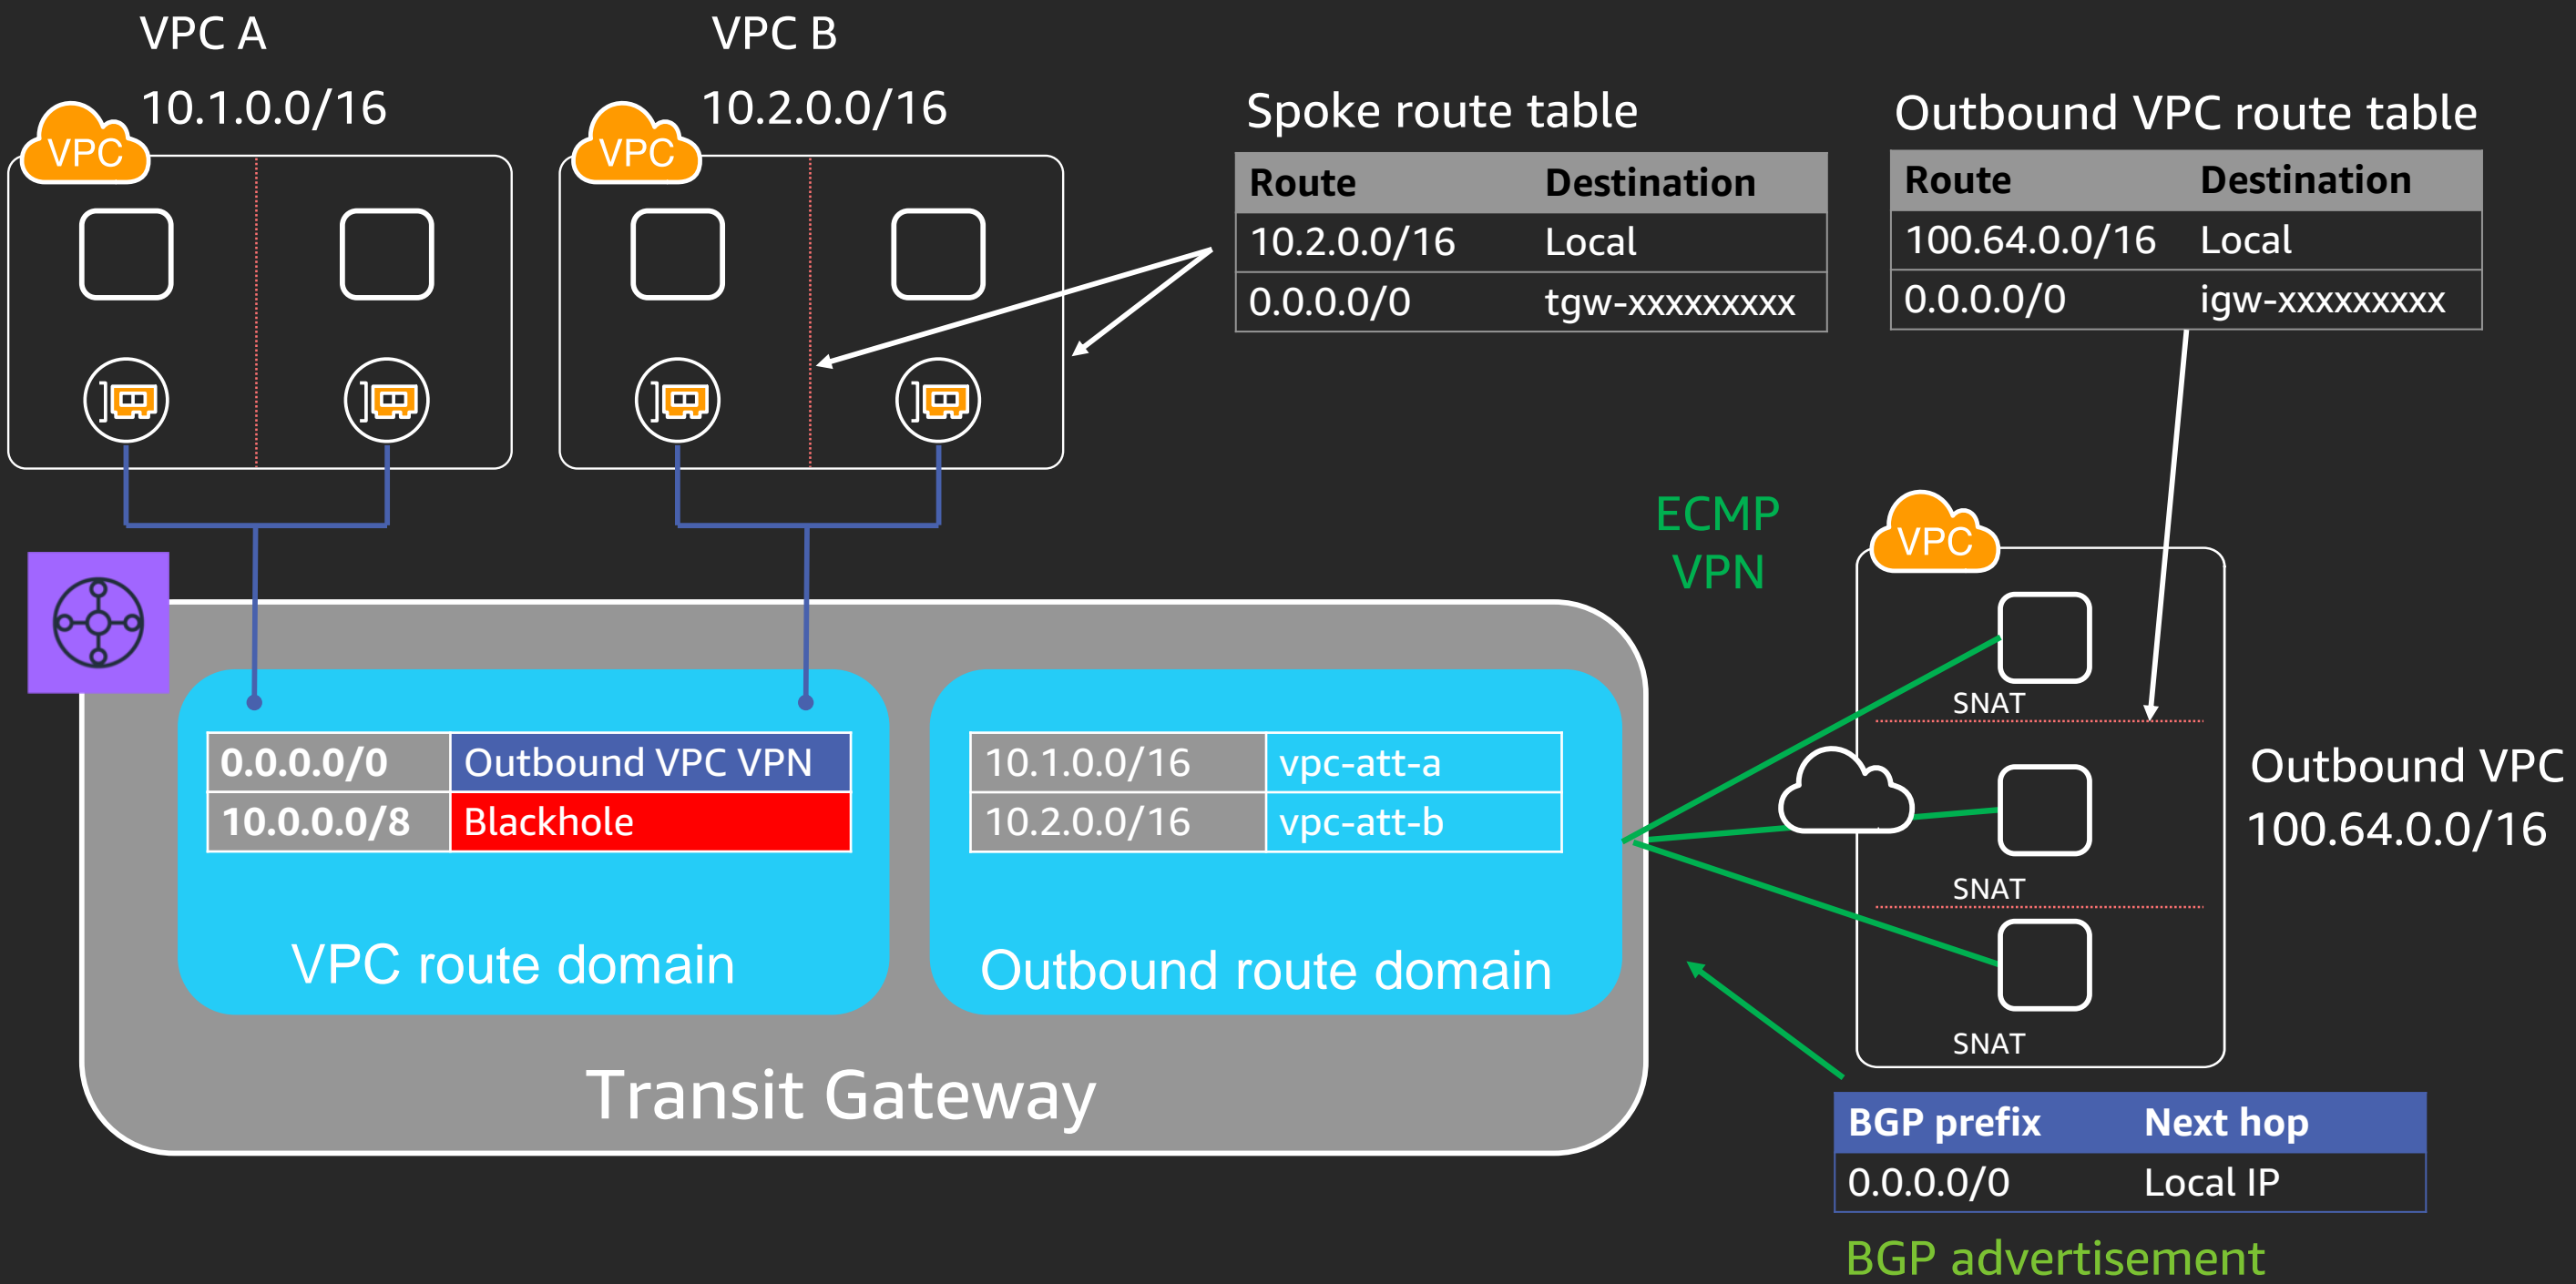 VPC A
10.1.0.0/16
VPC
VPC B
10.2.0.0/16
VPC
Spoke route table
Route Destination
10.2.0.0/16 Local
0.0.0.0/0 tgw-xxxxxxxxx
Outbound VPC route table
Route Destination
100.64.0.0/16 Local
0.0.0.0/0 igw-xxxxxxxxx
ECMP
VPN
VPC
SNAT
SNAT
SNAT
Outbound VPC
100.64.0.0/16
0.0.0.0/0 Outbound VPC VPN
10.0.0.0/8 Blackhole
VPC route domain
10.1.0.0/16 vpc-att-a
10.2.0.0/16 vpc-att-b
Outbound route domain
Transit Gateway
BGP prefix Next hop
0.0.0.0/0 Local IP
BGP advertisement